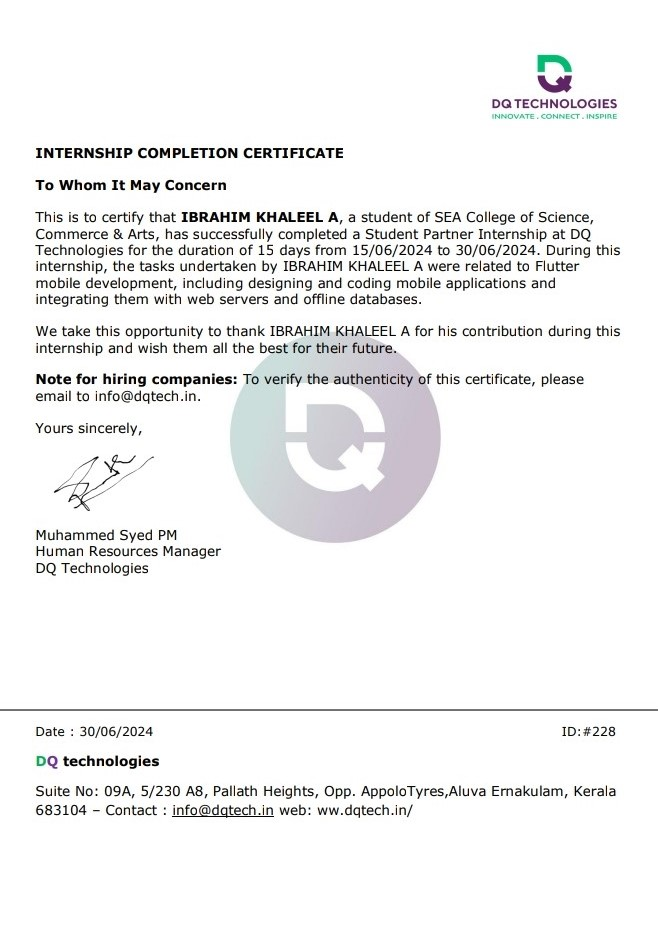 DQ TECHNOLOGIES
INNOVATE . CONNECT . INSPIRE
INTERNSHIP COMPLETION CERTIFICATE
To Whom It May Concern
This is to certify that IBRAHIM KHALEEL A, a student of SEA College of Science,
Commerce & Arts, has successfully completed a Student Partner Internship at DQ
Technologies for the duration of 15 days from 15/06/2024 to 30/06/2024. During this
internship, the tasks undertaken by IBRAHIM KHALEEL A were related to Flutter
mobile development, including designing and coding mobile applications and
integrating them with web servers and offline databases.
We take this opportunity to thank IBRAHIM KHALEEL A for his contribution during this
internship and wish them all the best for their future.
Note for hiring companies: To verify the authenticity of this certificate, please
email to info@dqtech.in.
Yours sincerely,
Muhammed Syed PM
Human Resources Manager
DQ Technologies
Date : 30/06/2024 ID:#228
DQ technologies
Suite No: 09A, 5/230 A8, Pallath Heights, Opp. AppoloTyres,Aluva Ernakulam, Kerala
683104 – Contact : info@dqtech.in web: ww.dqtech.in/